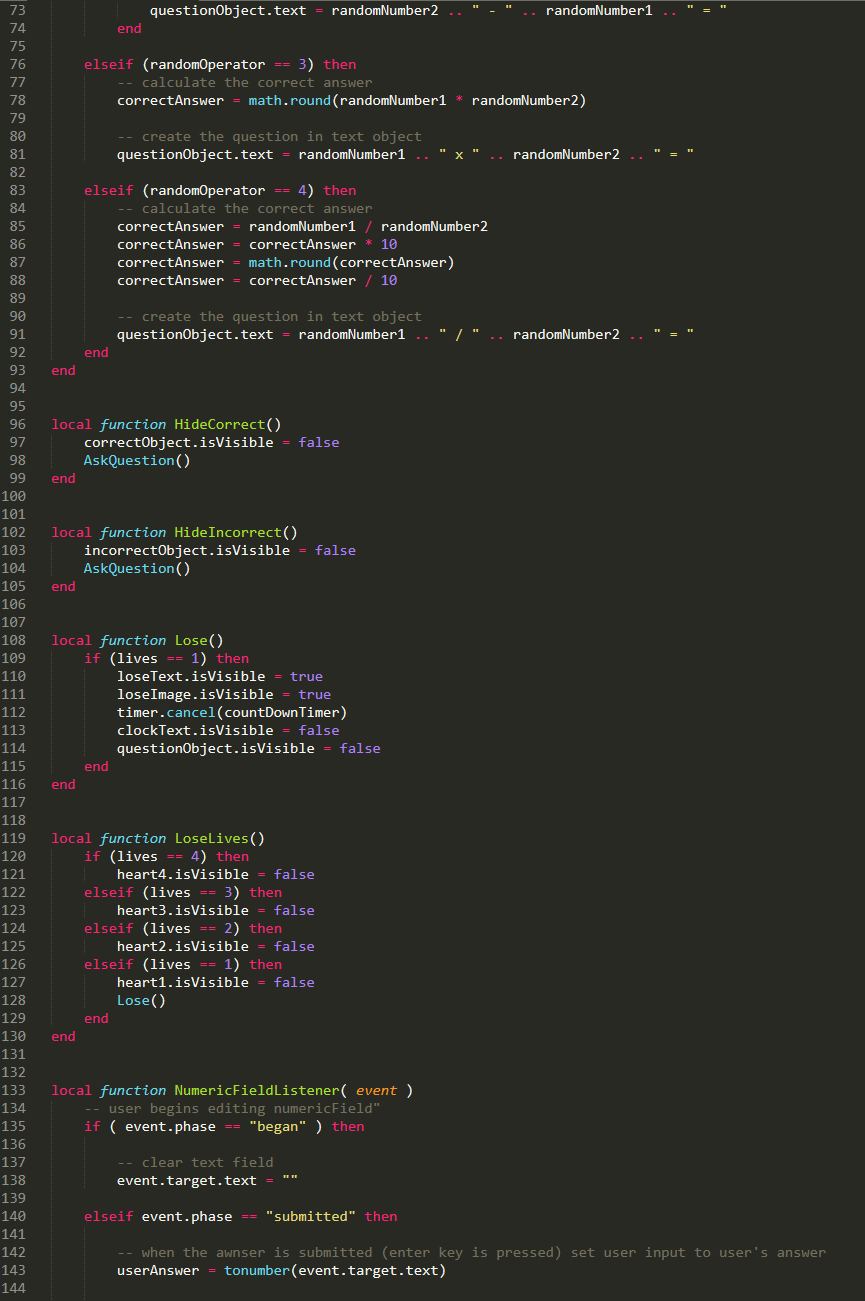 73 questionObject.text = randomNumber2 .. " - " .. randomNumber1 .. " = "
74 end
75
76 elseif (randomOperator == 3) then
77 -- calculate the correct answer
78 correctAnswer = math.round(randomNumber1 * randomNumber2)
79
80 -- create the question in text object
81 questionObject.text = randomNumber1 .. " x " .. randomNumber2 .. " = "
82
83 elseif (randomOperator == 4) then
84 -- calculate the correct answer
85 correctAnswer = randomNumber1 / randomNumber2
86 correctAnswer = correctAnswer * 10
87 correctAnswer = math.round(correctAnswer)
88 correctAnswer = correctAnswer / 10
89
90 -- create the question in text object
91 questionObject.text = randomNumber1 .. " / " .. randomNumber2 .. " = "
92 end
93 end
94
95
96 local function HideCorrect()
97 correctObject.isVisible = false
98 AskQuestion()
99 end
100
101
102 local function HideIncorrect()
103 incorrectObject.isVisible = false
104 AskQuestion()
105 end
106
107
108 local function Lose()
109 if (lives == 1) then
110 loseText.isVisible = true
111 loseImage.isVisible = true
112 timer.cancel(countDownTimer)
113 clockText.isVisible = false
114 questionObject.isVisible = false
115 end
116 end
117
118
119 local function LoseLives()
120 if (lives == 4) then
121 heart4.isVisible = false
122 elseif (lives == 3) then
123 heart3.isVisible = false
124 elseif (lives == 2) then
125 heart2.isVisible = false
126 elseif (lives == 1) then
127 heart1.isVisible = false
128 Lose()
129 end
130 end
131
132
133 local function NumericFieldListener( event )
134 -- user begins editing numericField"
135 if ( event.phase == "began" ) then
136
137 -- clear text field
138 event.target.text = ""
139
140 elseif event.phase == "submitted" then
141
142 -- when the awnser is submitted (enter key is pressed) set user input to user's answer
143 userAnswer = tonumber(event.target.text)
144